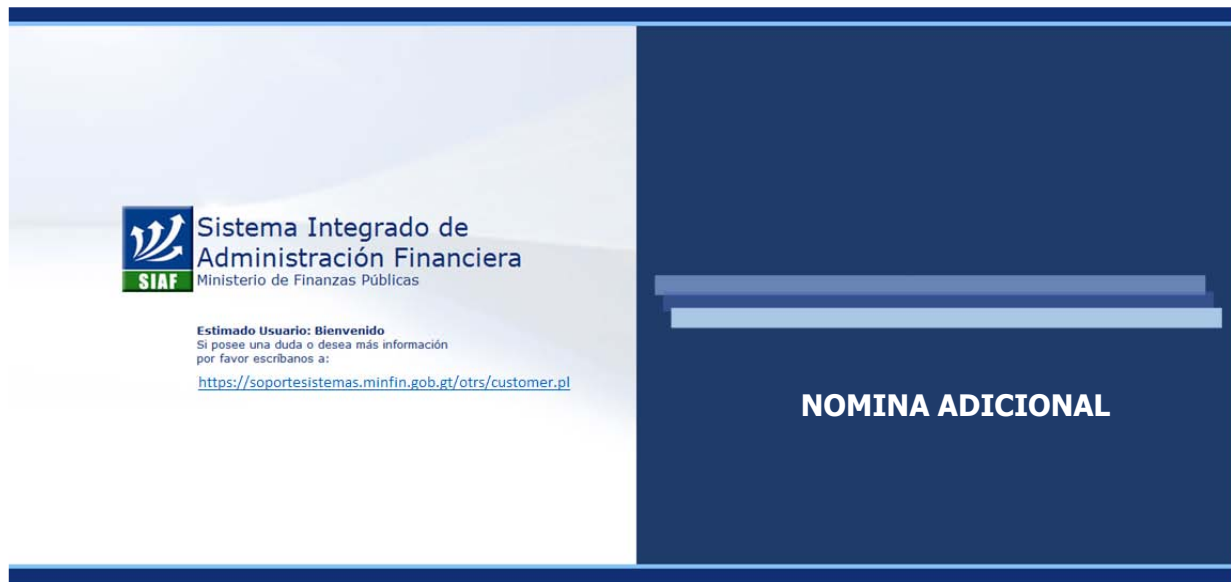 Sistema Integrado de
Administración Financiera
SIAF
Ministerio de Finanzas Públicas
Estimado Usuario: Bienvenido
Si posee una duda o desea más información
por favor escríbanos a:
https://soportesistemas.minfin.gob.gt/otrs/customer.pl
NOMINA ADICIONAL